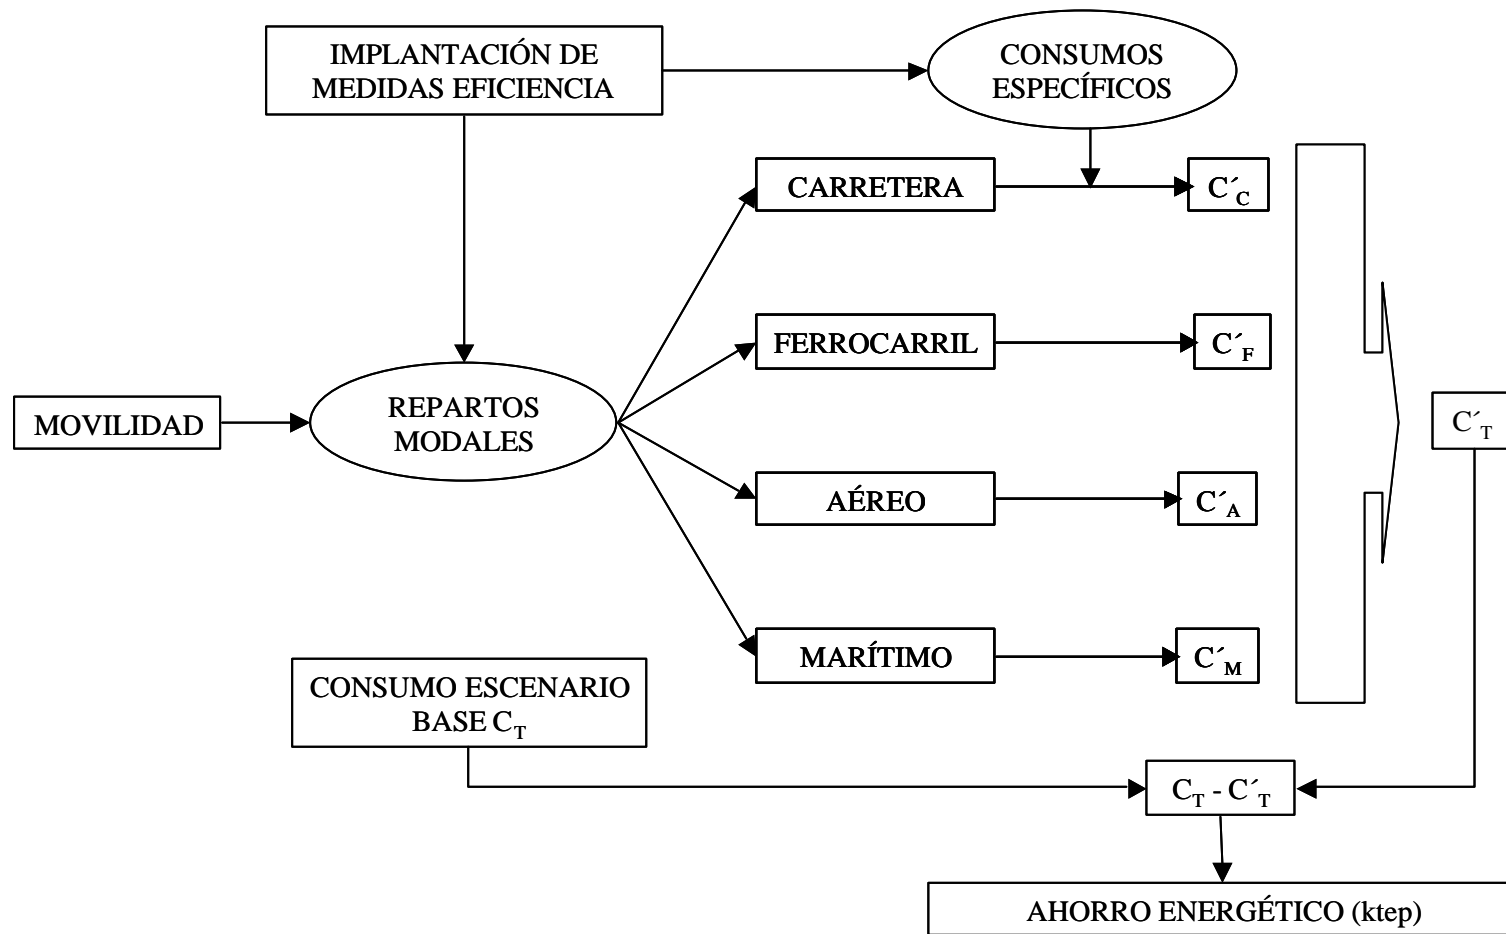 IMPLANTACIÓN DE
MEDIDAS EFICIENCIA
CONSUMOS
ESPECÍFICOS
CARRETERA
C´C
FERROCARRIL
C´F
MOVILIDAD
REPARTOS
MODALES
C´T
AÉREO
C´A
MARÍTIMO
C´M
CONSUMO ESCENARIO
BASE CT
CT - C´T
AHORRO ENERGÉTICO (ktep)